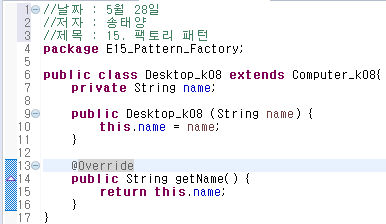 1 //날짜 : 5월 28일
2 //저자 : 송태양
3 //제목 : 15. 팩토리 패턴
4 package E15_Pattern_Factory;
5
6 public class Desktop_k08 extends Computer_k08{
7 private String name;
8
9 public Desktop_k08 (String name) {
10 this.name = name;
11 }
12
13 @Override
14 public String getName() {
15 return this.name;
16 }
17 }